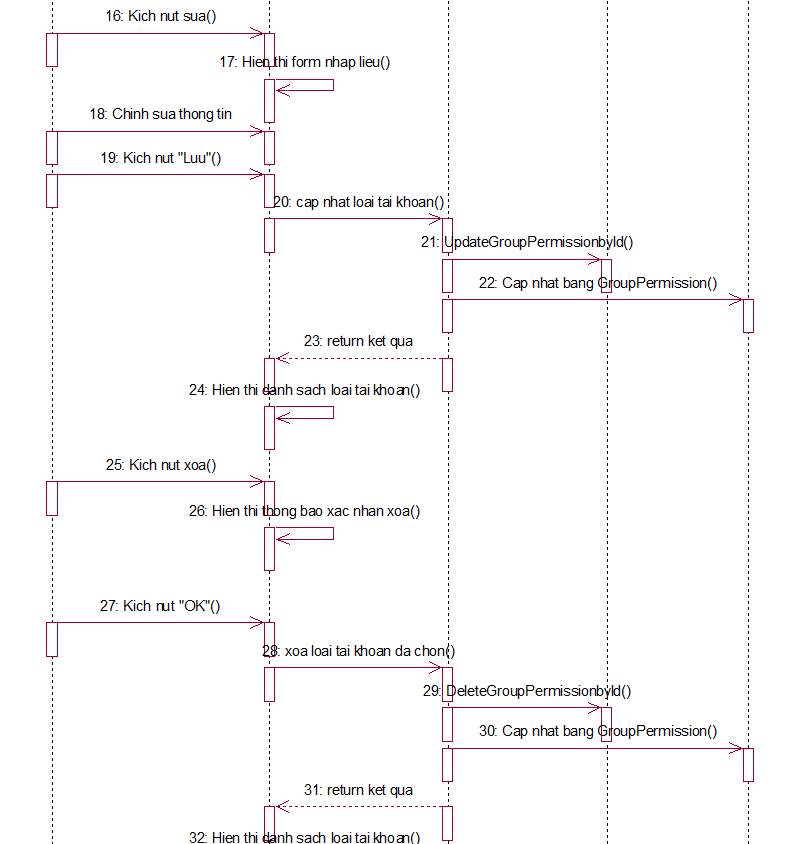 16: Kich nut sua()
17: Hien thi form nhap lieu()
18: Chinh sua thong tin
19: Kich nut "Luu"()
20: cap nhat loai tai khoan()
21: UpdateGroupPermissionbyId()
22: Cap nhat bang GroupPermission()
23: return ket qua
24: Hien thi danh sach loai tai khoan()
25: Kich nut xoa()
26: Hien thi thong bao xac nhan xoa()
27: Kich nut "OK"()
28: xoa loai tai khoan da chon()
29: DeleteGroupPermissionbyId()
30: Cap nhat bang GroupPermission()
31: return ket qua
32: Hien thi danh sach loai tai khoan()